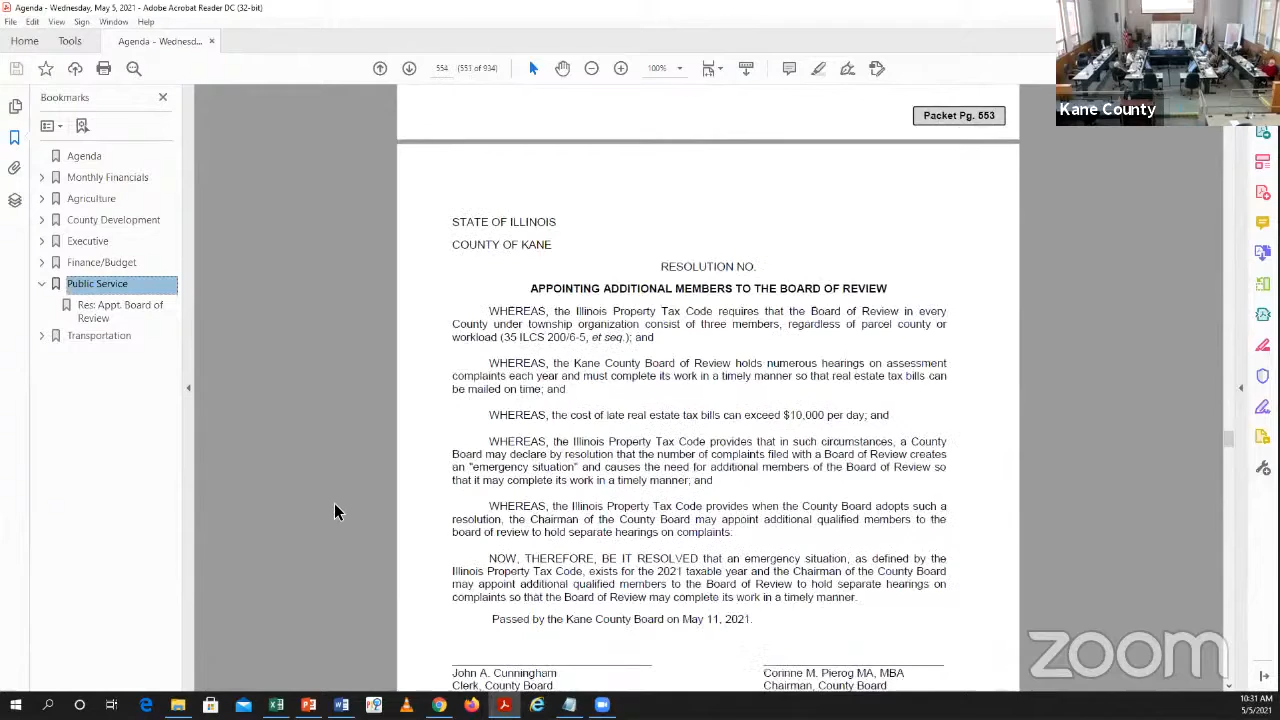 Agenda - Wednesday, May 5, 2021 - Adobe Acrobat Reader DC (32-bit)
File Edit View Sign Window Help
Home Tools Agenda - Wednesd... ×
554 (551 of 934) 100%
Kane County
Bookmarks
Agenda
Monthly Financials
Agriculture
County Development
Executive
Finance/Budget
Public Service
Res: Appt. Board of
Review
Transportation
Packet Pg. 553
STATE OF ILLINOIS
COUNTY OF KANE
RESOLUTION NO.
APPOINTING ADDITIONAL MEMBERS TO THE BOARD OF REVIEW
WHEREAS, the Illinois Property Tax Code requires that the Board of Review in every
County under township organization consist of three members, regardless of parcel county or
workload (35 ILCS 200/6-5, et seq.); and
WHEREAS, the Kane County Board of Review holds numerous hearings on assessment
complaints each year and must complete its work in a timely manner so that real estate tax bills can
be mailed on time; and
WHEREAS, the cost of late real estate tax bills can exceed $10,000 per day; and
WHEREAS, the Illinois Property Tax Code provides that in such circumstances, a County
Board may declare by resolution that the number of complaints filed with a Board of Review creates
an "emergency situation" and causes the need for additional members of the Board of Review so
that it may complete its work in a timely manner; and
WHEREAS, the Illinois Property Tax Code provides when the County Board adopts such a
resolution, the Chairman of the County Board may appoint additional qualified members to the
board of review to hold separate hearings on complaints.
NOW, THEREFORE, BE IT RESOLVED that an emergency situation, as defined by the
Illinois Property Tax Code, exists for the 2021 taxable year and the Chairman of the County Board
may appoint additional qualified members to the Board of Review to hold separate hearings on
complaints so that the Board of Review may complete its work in a timely manner.
Passed by the Kane County Board on May 11, 2021.
John A. Cunningham
Clerk, County Board
Corinne M. Pierog MA, MBA
Chairman, County Board
zoom
10:31 AM
5/5/2021